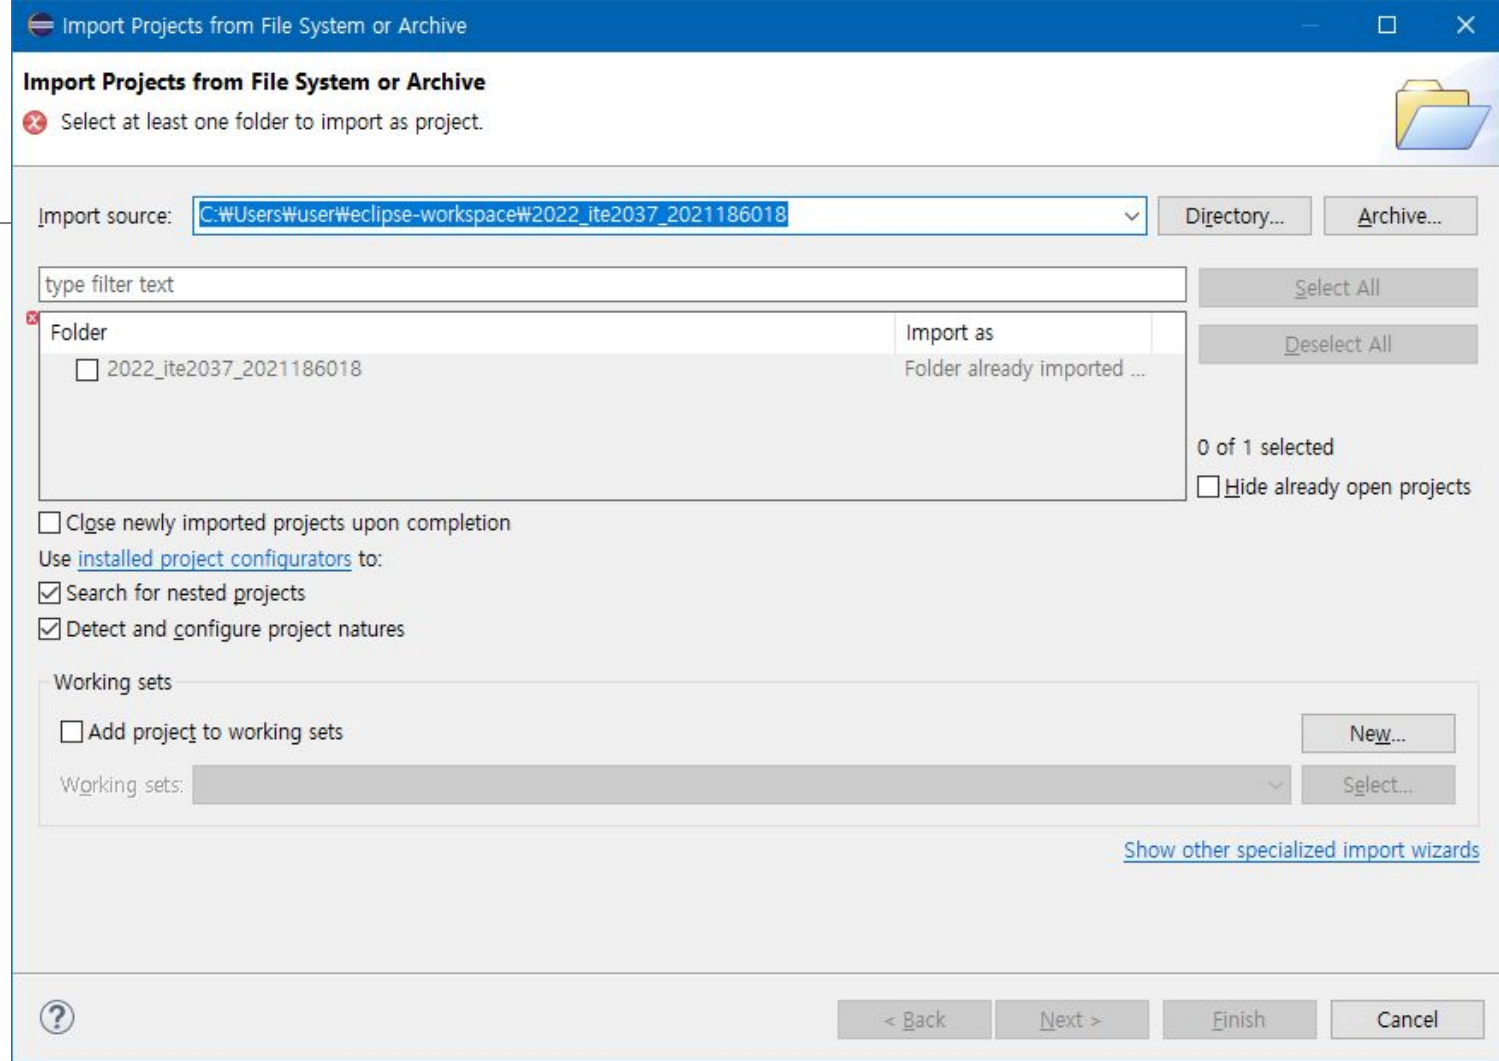 Import Projects from File System or Archive
Import Projects from File System or Archive
Select at least one folder to import as project.
Import source: C:₩Users₩user₩eclipse-workspace₩2022_ite2037_2021186018 Directory... Archive...
type filter text Select All
Folder Import as Deselect All
2022_ite2037_2021186018 Folder already imported ...
0 of 1 selected
Hide already open projects
Close newly imported projects upon completion
Use installed project configurators to:
Search for nested projects
Detect and configure project natures
Working sets
Add project to working sets New...
Working sets: Select...
Show other specialized import wizards
? < Back Next > Finish Cancel